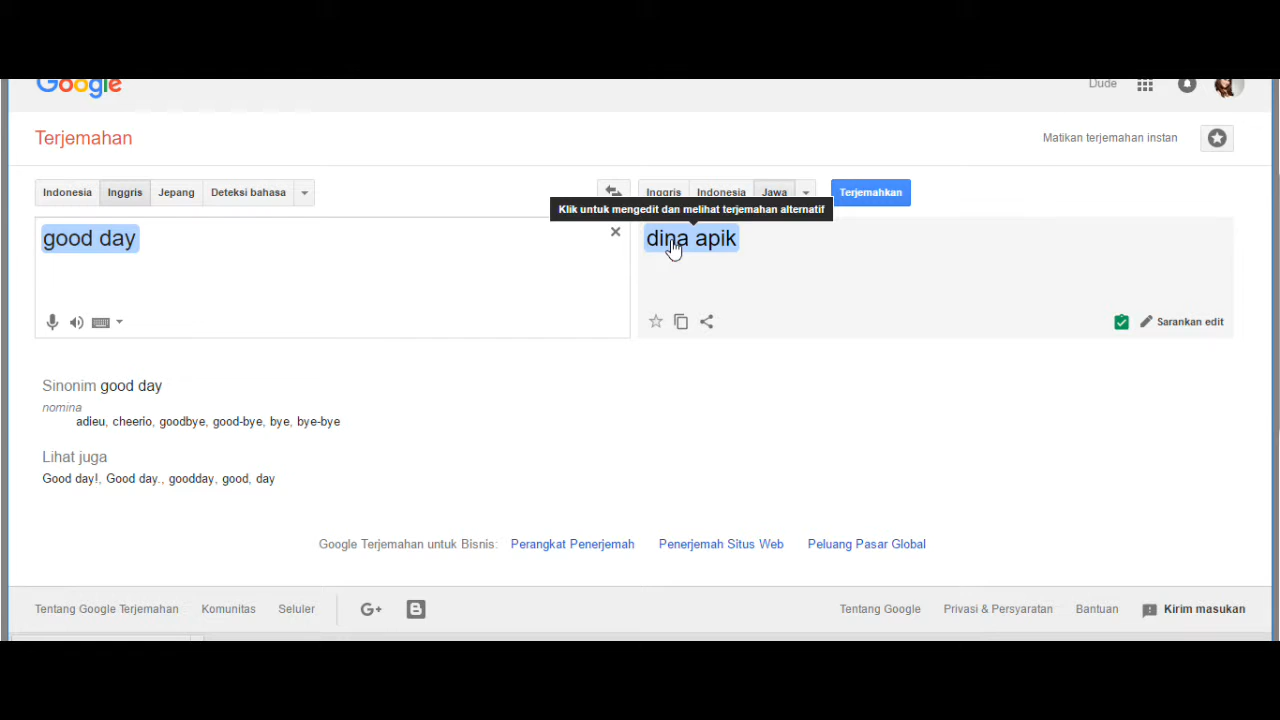 Google
Dude
Terjemahan
Matikan terjemahan instan
Indonesia Inggris Jepang Deteksi bahasa
Inggris Indonesia Jawa Terjemahkan
Klik untuk mengedit dan melihat terjemahan alternatif
good day
dina apik
Sarankan edit
Sinonim good day
nomina
adieu, cheerio, goodbye, good-bye, bye, bye-bye
Lihat juga
Good day!, Good day., goodday, good, day
Google Terjemahan untuk Bisnis: Perangkat Penerjemah Penerjemah Situs Web Peluang Pasar Global
Tentang Google Terjemahan Komunitas Seluler G+ Tentang Google Privasi & Persyaratan Bantuan Kirim masukan